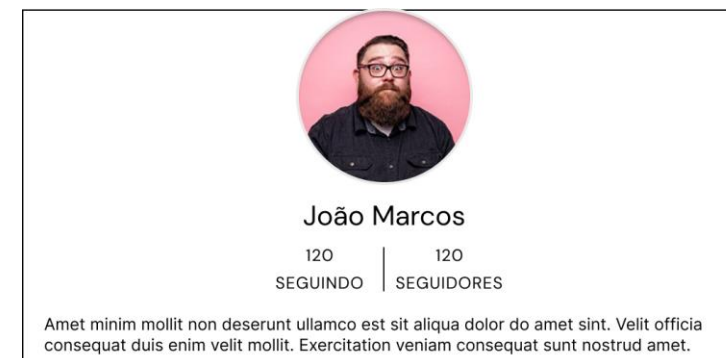 João Marcos
120 120
SEGUINDO SEGUIDORES
Amet minim mollit non deserunt ullamco est sit aliqua dolor do amet sint. Velit officia
consequat duis enim velit mollit. Exercitation veniam consequat sunt nostrud amet.